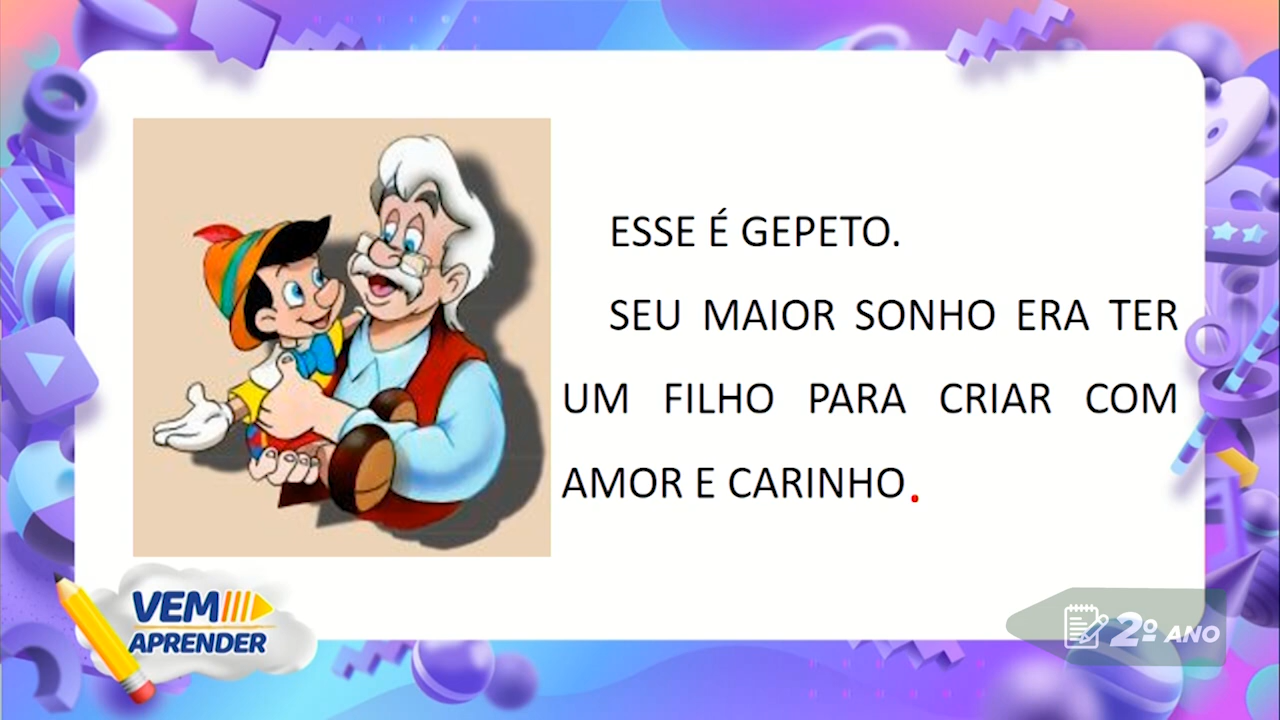 ESSE É GEPETO.
SEU MAIOR SONHO ERA TER
UM FILHO PARA CRIAR COM
AMOR E CARINHO.
VEM
APRENDER
2º ANO